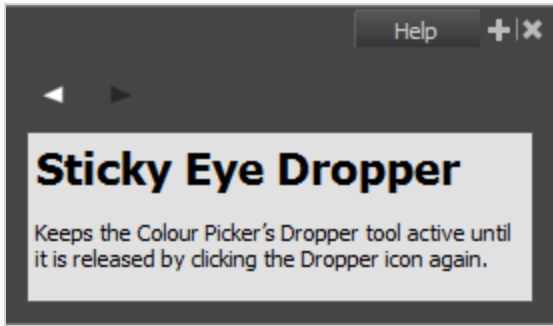 Help
Sticky Eye Dropper
Keeps the Colour Picker’s Dropper tool active until
it is released by clicking the Dropper icon again.